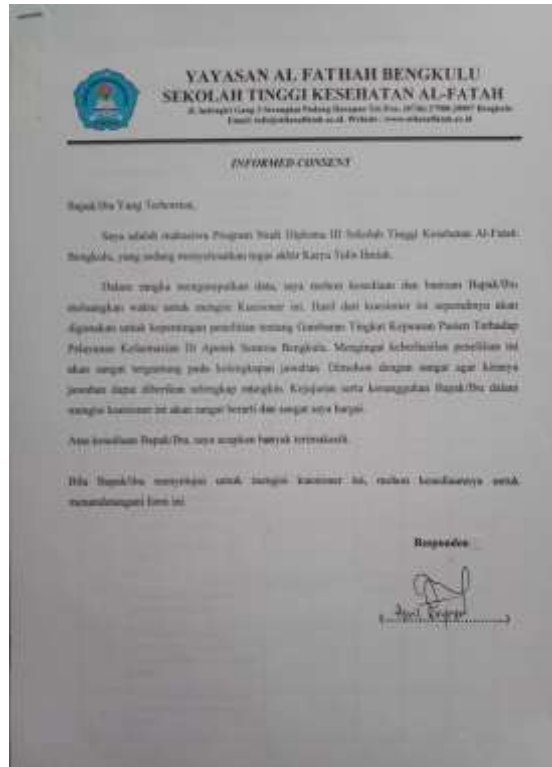 YAYASAN AL FATHAH BENGKULU
SEKOLAH TINGGI KESEHATAN AL-FATAH
INFORMED CONSENT
Bapak/Ibu Yang Terhormat,
Saya adalah mahasiswa Program Studi Diploma III Sekolah Tinggi Kesehatan Al-Fatah
Bengkulu, yang sedang menyelesaikan tugas akhir Karya Tulis Ilmiah.
Dalam rangka mengumpulkan data, saya mohon kesediaan dan bantuan Bapak/Ibu
meluangkan waktu untuk mengisi Kuesioner ini. Hasil dari kuesioner ini sepenuhnya akan
digunakan untuk kepentingan penelitian tentang Gambaran Tingkat Kepuasan Pasien Terhadap
Pelayanan Kefarmasian Di Apotek Bengkulu. Mengingat keberhasilan penelitian ini
akan sangat tergantung pada kelengkapan jawaban. Dimohon dengan sangat agar kiranya
jawaban dapat diberikan selengkap mungkin. Kejujuran serta kesungguhan Bapak/Ibu dalam
mengisi kuesioner ini akan sangat berarti dan sangat saya hargai.
Atas kesediaan Bapak/Ibu, saya ucapkan banyak terimakasih.
Bila Bapak/Ibu menyetujui untuk mengisi kuesioner ini, mohon kesediaannya untuk
menandatangani form ini.
Responden